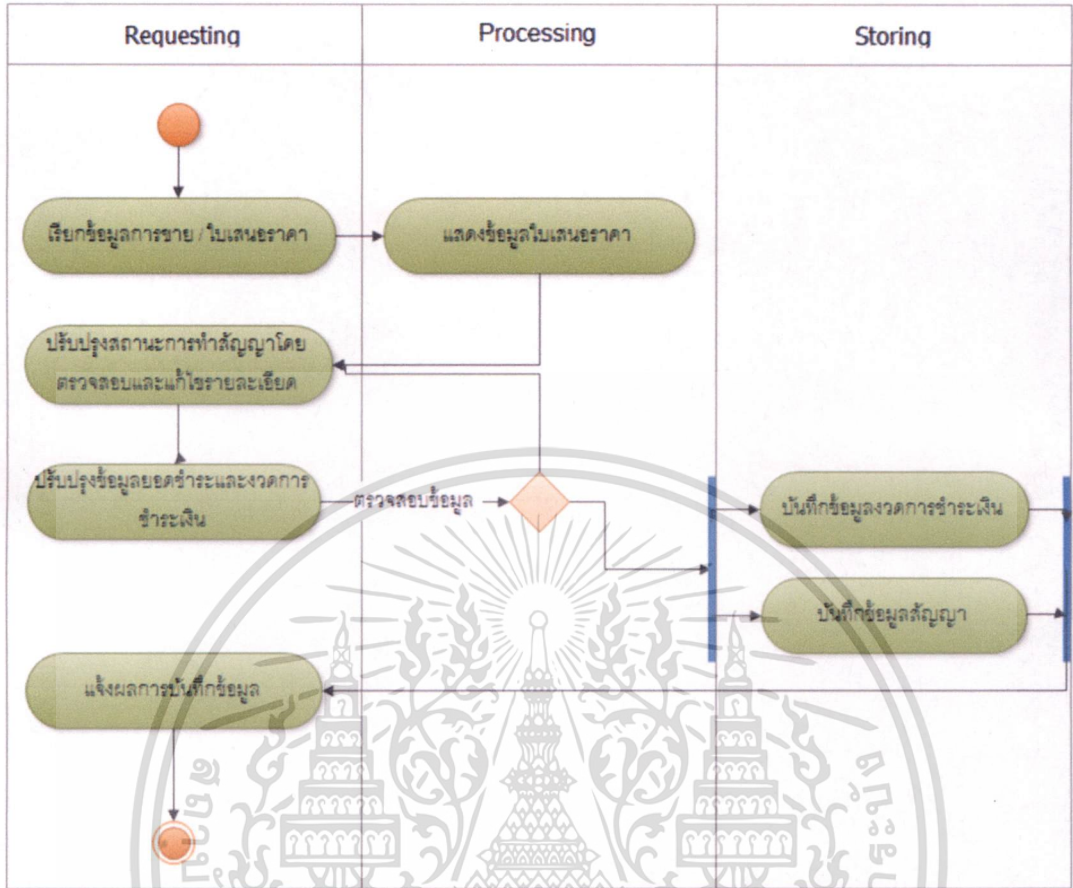 Requesting
Processing
Storing
เรียกข้อมูลการขาย / ใบเสนอราคา
แสดงข้อมูลใบเสนอราคา
ปรับปรุงสถานะการทำสัญญาโดย
ตรวจสอบและแก้ไขรายละเอียด
ปรับปรุงข้อมูลยอดชำระและงวดการ
ชำระเงิน
ตรวจสอบข้อมูล
บันทึกข้อมูลงวดการชำระเงิน
บันทึกข้อมูลสัญญา
แจ้งผลการบันทึกข้อมูล